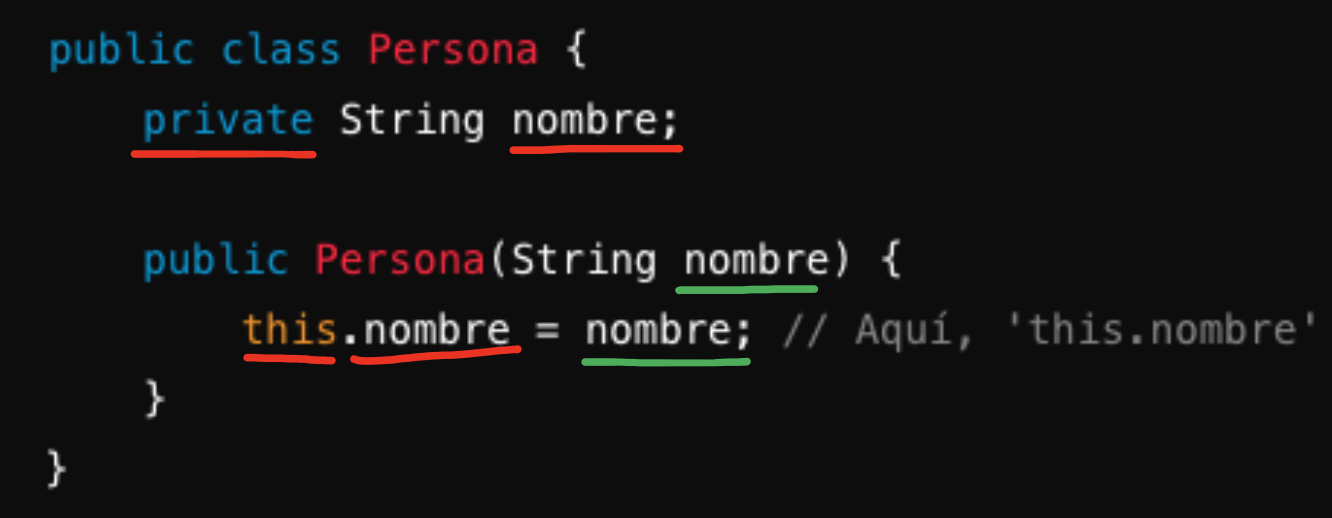 public class Persona {
private String nombre;
public Persona(String nombre) {
this.nombre = nombre; // Aquí, 'this.nombre'
}
}